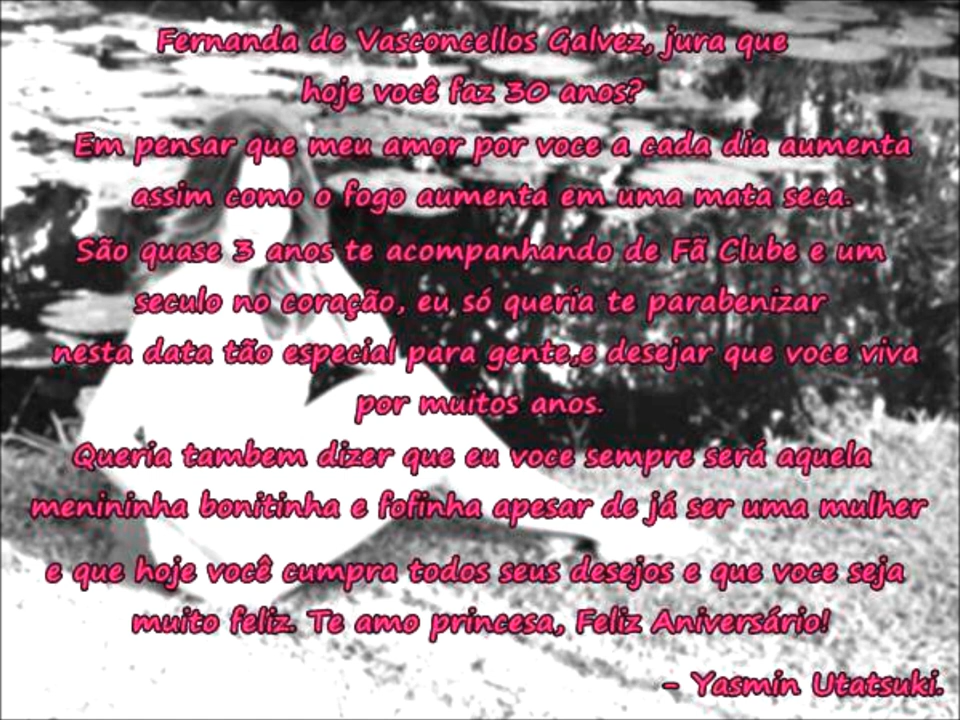 Fernanda de Vasconcellos Galvez, jura que
hoje você faz 30 anos?
Em pensar que meu amor por voce a cada dia aumenta
assim como o fogo aumenta em uma mata seca.
São quase 3 anos te acompanhando de Fã Clube e um
seculo no coração, eu só queria te parabenizar
nesta data tão especial para gente,e desejar que voce viva
por muitos anos.
Queria tambem dizer que eu voce sempre será aquela
menininha bonitinha e fofinha apesar de já ser uma mulher
e que hoje você cumpra todos seus desejos e que voce seja
muito feliz. Te amo princesa, Feliz Aniversário!
- Yasmin Utatsuki.